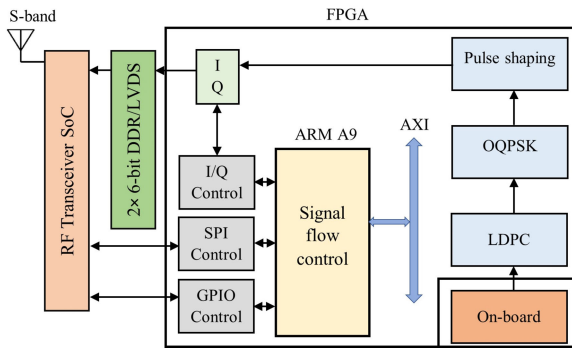 S-band
FPGA
RF Transceiver SoC
2× 6-bit DDR/LVDS
I
Q
Pulse shaping
ARM A9
AXI
OQPSK
I/Q
Control
Signal
flow
control
SPI
Control
LDPC
GPIO
Control
On-board